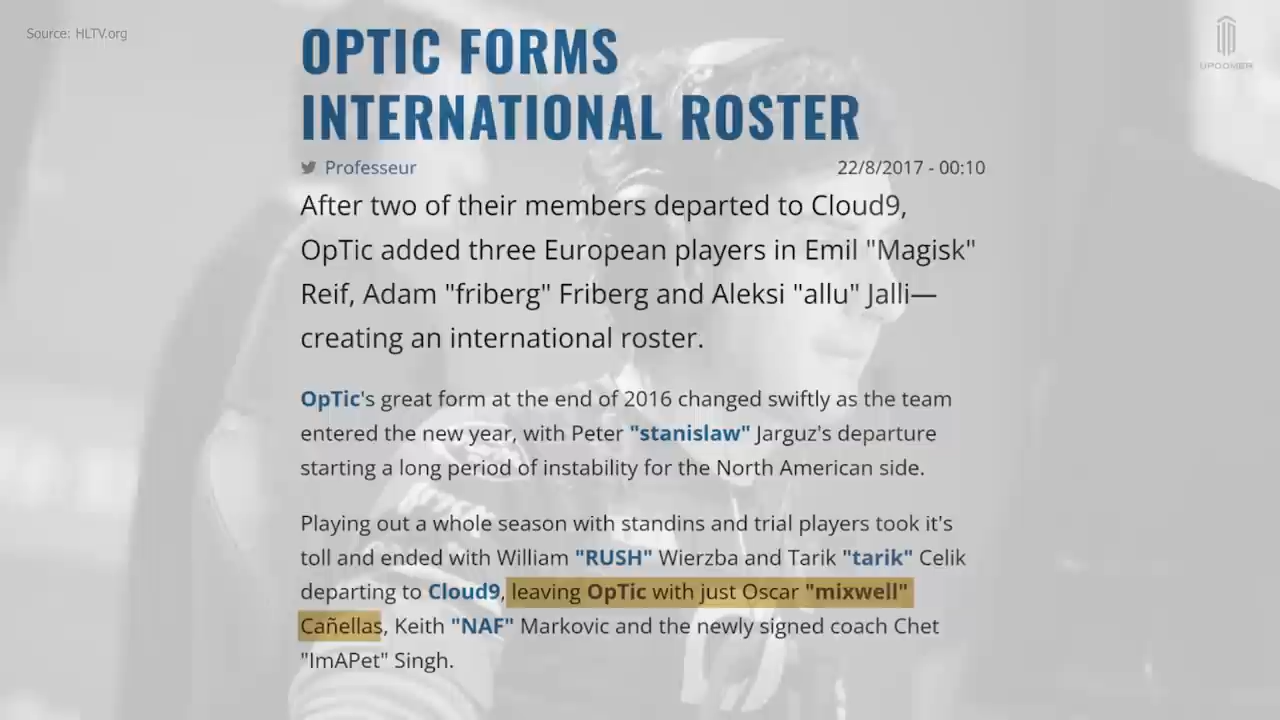 Source: HLTV.org
UPCOMER
OPTIC FORMS
INTERNATIONAL ROSTER
Professeur
22/8/2017 - 00:10
After two of their members departed to Cloud9,
OpTic added three European players in Emil "Magisk"
Reif, Adam "friberg" Friberg and Aleksi "allu" Jalli—
creating an international roster.
OpTic's great form at the end of 2016 changed swiftly as the team
entered the new year, with Peter "stanislaw" Jarguz's departure
starting a long period of instability for the North American side.
Playing out a whole season with standins and trial players took it's
toll and ended with William "RUSH" Wierzba and Tarik "tarik" Celik
departing to Cloud9, leaving OpTic with just Oscar "mixwell"
Cañellas, Keith "NAF" Markovic and the newly signed coach Chet
"ImAPet" Singh.